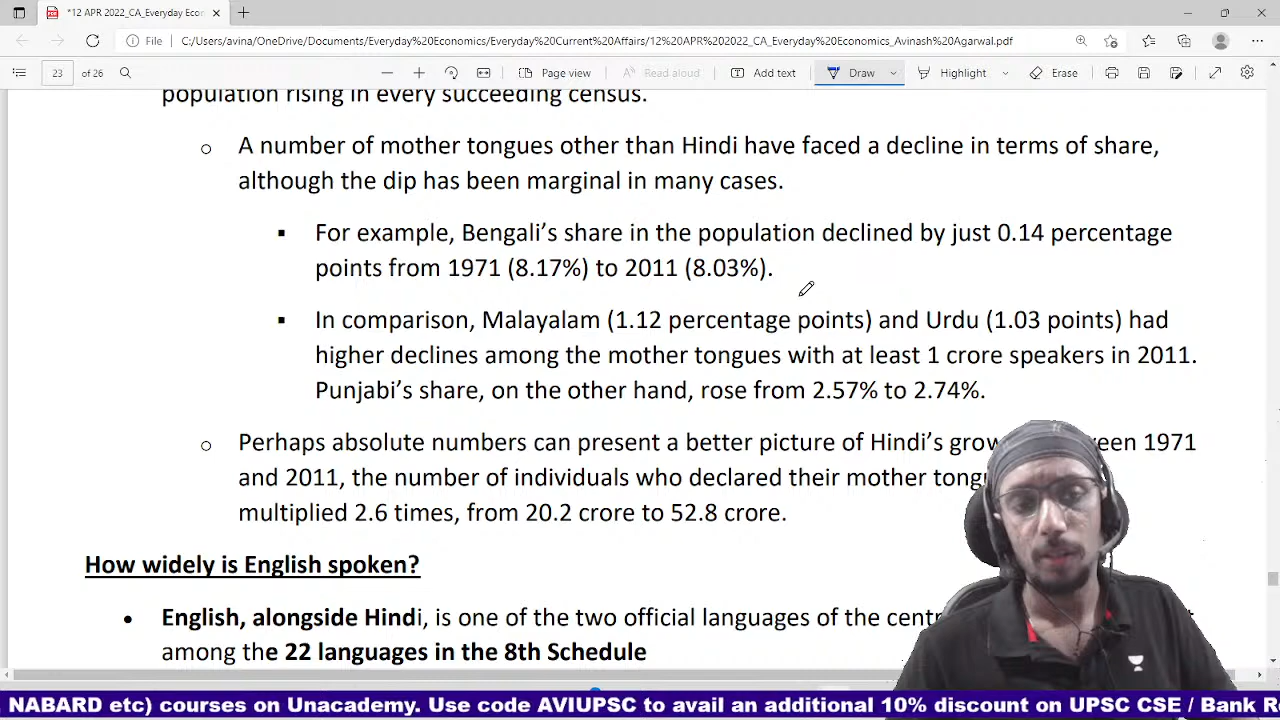 *12 APR 2022_CA_Everyday Econ
File
C:/Users/avina/OneDrive/Documents/Everyday%20Economics/Everyday%20Current%20Affairs/12%20APR%202022_CA_Everyday%20Economics_Avinash%20Agarwal.pdf
23 of 26
Page view
Read aloud
Add text
Draw
Highlight
Erase
population rising in every succeeding census.
o A number of mother tongues other than Hindi have faced a decline in terms of share,
although the dip has been marginal in many cases.
▪ For example, Bengali’s share in the population declined by just 0.14 percentage
points from 1971 (8.17%) to 2011 (8.03%).
▪ In comparison, Malayalam (1.12 percentage points) and Urdu (1.03 points) had
higher declines among the mother tongues with at least 1 crore speakers in 2011.
Punjabi’s share, on the other hand, rose from 2.57% to 2.74%.
o Perhaps absolute numbers can present a better picture of Hindi’s grow een 1971
and 2011, the number of individuals who declared their mother tong
multiplied 2.6 times, from 20.2 crore to 52.8 crore.
How widely is English spoken?
• English, alongside Hindi, is one of the two official languages of the cent
among the 22 languages in the 8th Schedule
NABARD etc) courses on Unacademy. Use code AVIUPSC to avail an additional 10% discount on UPSC CSE / Bank R